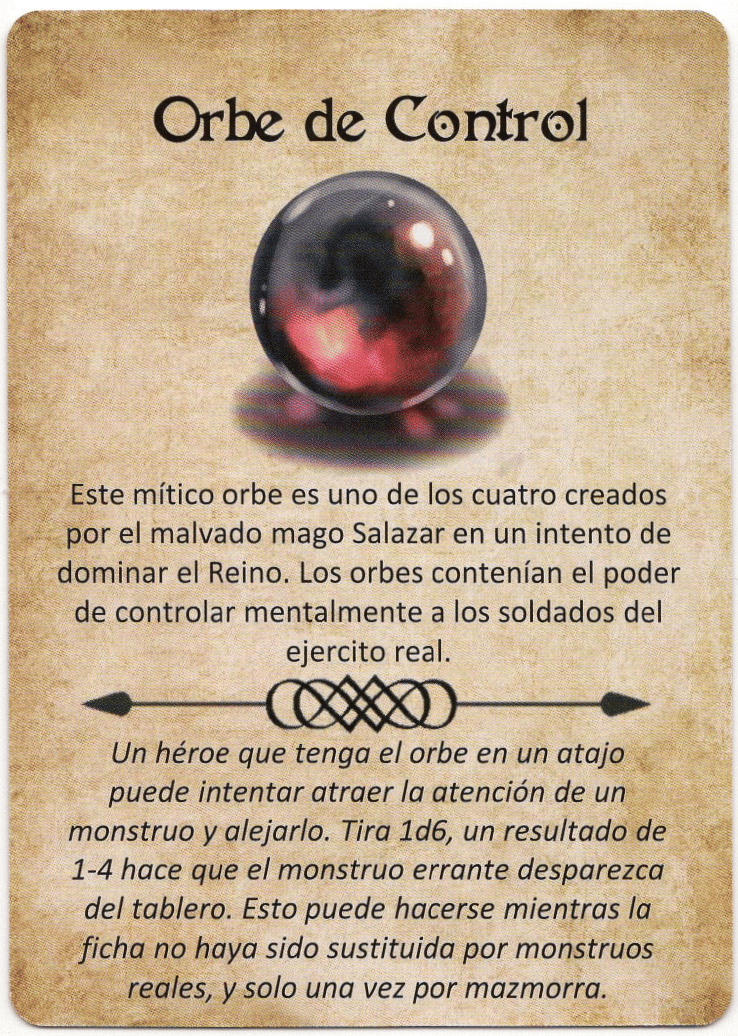 Orbe de Control
Este mítico orbe es uno de los cuatro creados
por el malvado mago Salazar en un intento de
dominar el Reino. Los orbes contenían el poder
de controlar mentalmente a los soldados del
ejercito real.
Un héroe que tenga el orbe en un atajo
puede intentar atraer la atención de un
monstruo y alejarlo. Tira 1d6, un resultado de
1-4 hace que el monstruo errante desparezca
del tablero. Esto puede hacerse mientras la
ficha no haya sido sustituida por monstruos
reales, y solo una vez por mazmorra.